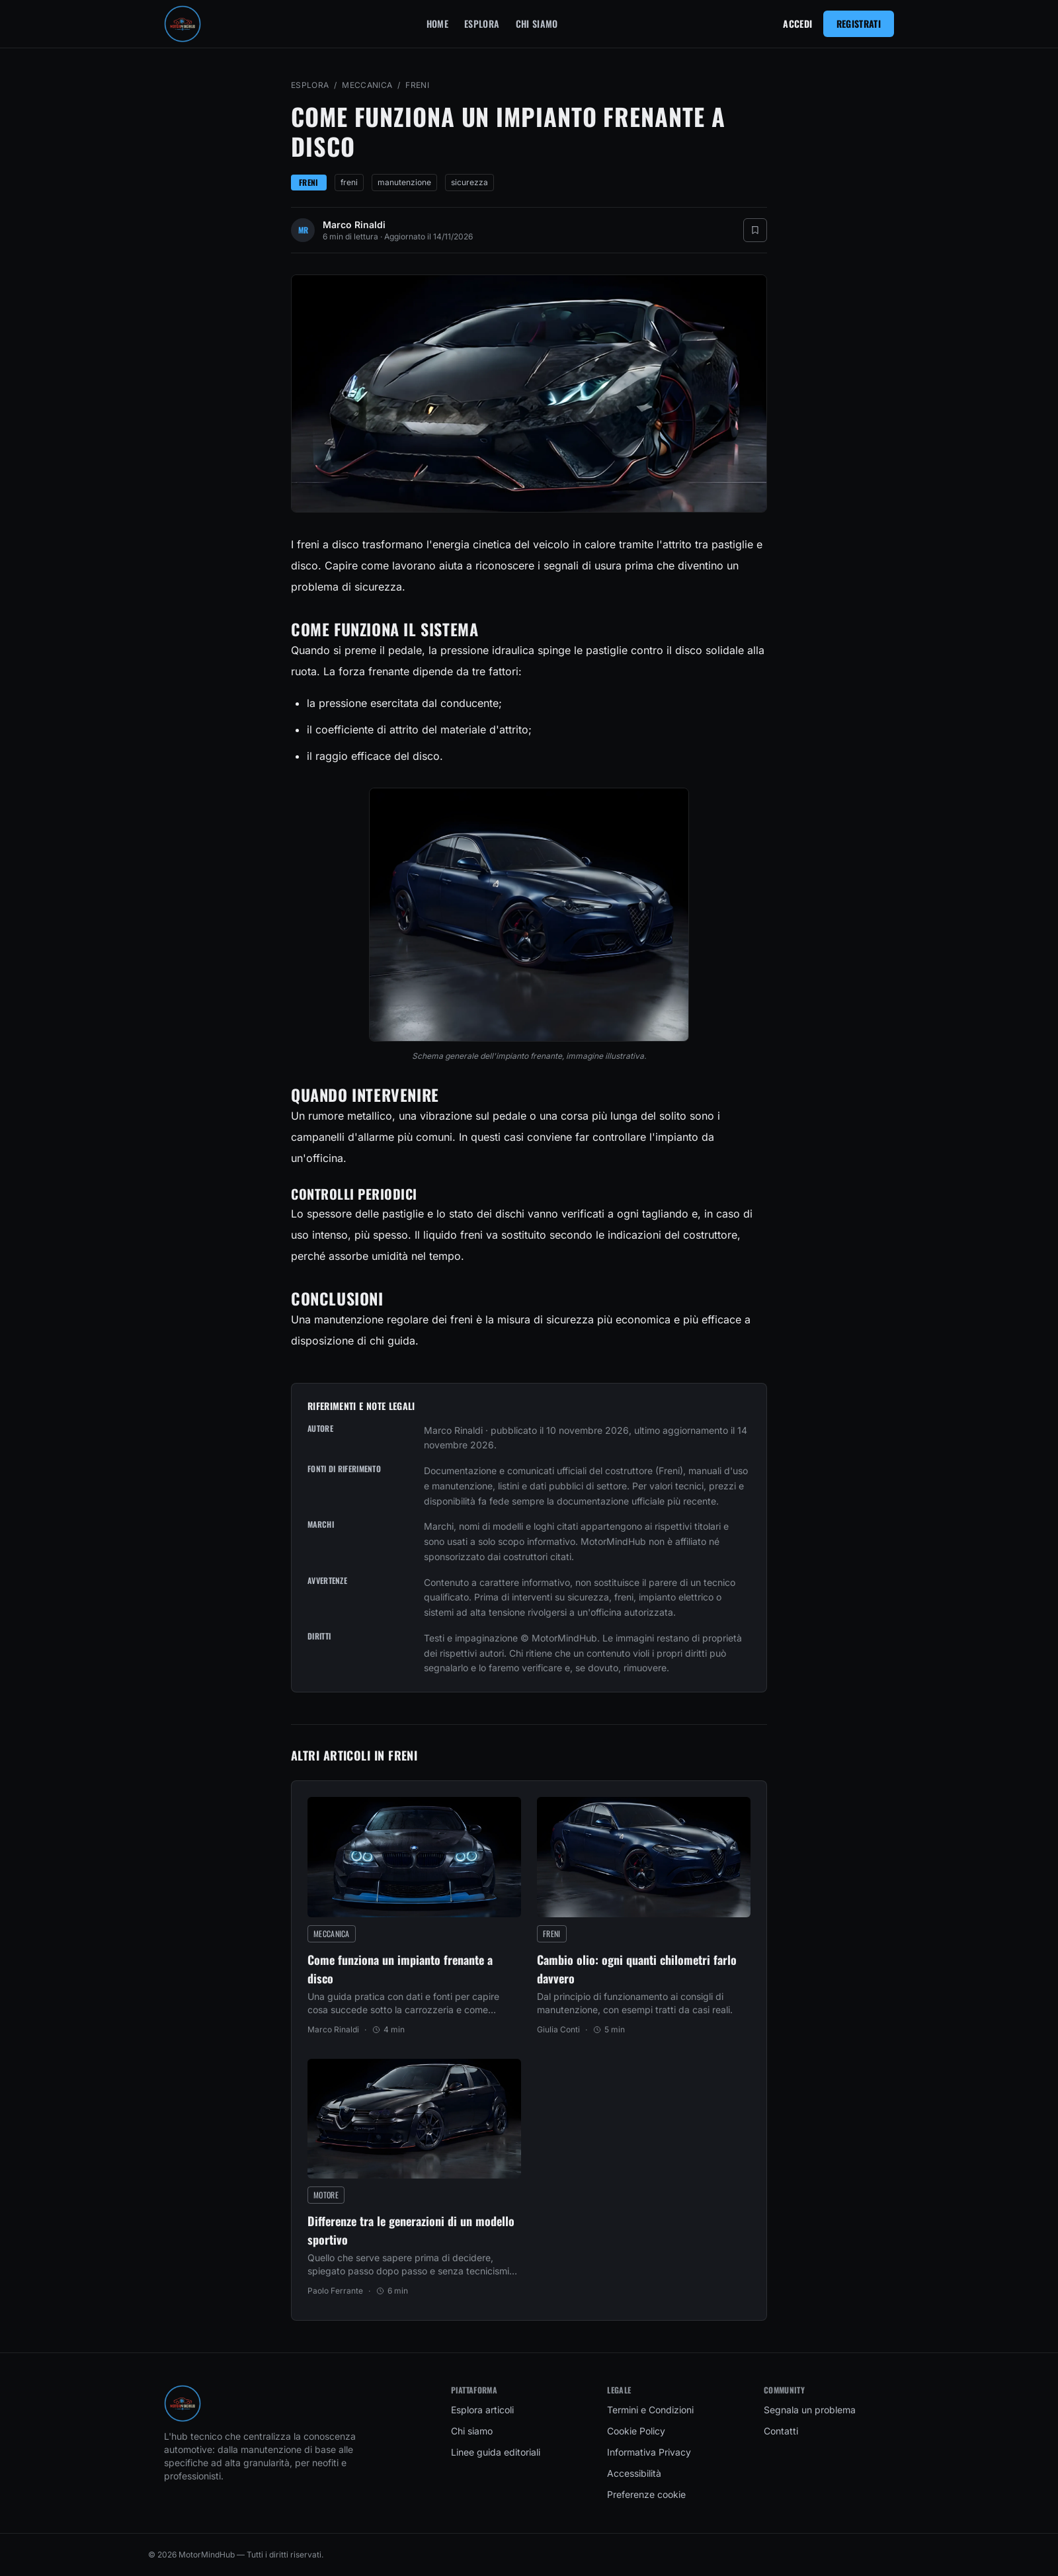 HOME ESPLORA CHI SIAMO ACCEDI REGISTRATI
ESPLORA / MECCANICA / FRENI
COME FUNZIONA UN IMPIANTO FRENANTE A
DISCO
FRENI freni manutenzione sicurezza
MR Marco Rinaldi
6 min di lettura · Aggiornato il 14/11/2026
I freni a disco trasformano l'energia cinetica del veicolo in calore tramite l'attrito tra pastiglie e
disco. Capire come lavorano aiuta a riconoscere i segnali di usura prima che diventino un
problema di sicurezza.
COME FUNZIONA IL SISTEMA
Quando si preme il pedale, la pressione idraulica spinge le pastiglie contro il disco solidale alla
ruota. La forza frenante dipende da tre fattori:
▪ la pressione esercitata dal conducente;
▪ il coefficiente di attrito del materiale d'attrito;
▪ il raggio efficace del disco.
Schema generale dell'impianto frenante, immagine illustrativa.
QUANDO INTERVENIRE
Un rumore metallico, una vibrazione sul pedale o una corsa più lunga del solito sono i
campanelli d'allarme più comuni. In questi casi conviene far controllare l'impianto da
un'officina.
CONTROLLI PERIODICI
Lo spessore delle pastiglie e lo stato dei dischi vanno verificati a ogni tagliando e, in caso di
uso intenso, più spesso. Il liquido freni va sostituito secondo le indicazioni del costruttore,
perché assorbe umidità nel tempo.
CONCLUSIONI
Una manutenzione regolare dei freni è la misura di sicurezza più economica e più efficace a
disposizione di chi guida.
RIFERIMENTI E NOTE LEGALI
AUTORE
Marco Rinaldi · pubblicato il 10 novembre 2026, ultimo aggiornamento il 14
novembre 2026.
FONTI DI RIFERIMENTO
Documentazione e comunicati ufficiali del costruttore (Freni), manuali d'uso
e manutenzione, listini e dati pubblici di settore. Per valori tecnici, prezzi e
disponibilità fa fede sempre la documentazione ufficiale più recente.
MARCHI
Marchi, nomi di modelli e loghi citati appartengono ai rispettivi titolari e
sono usati a solo scopo informativo. MotorMindHub non è affiliato né
sponsorizzato dai costruttori citati.
AVVERTENZE
Contenuto a carattere informativo, non sostituisce il parere di un tecnico
qualificato. Prima di interventi su sicurezza, freni, impianto elettrico o
sistemi ad alta tensione rivolgersi a un'officina autorizzata.
DIRITTI
Testi e impaginazione © MotorMindHub. Le immagini restano di proprietà
dei rispettivi autori. Chi ritiene che un contenuto violi i propri diritti può
segnalarlo e lo faremo verificare e, se dovuto, rimuovere.
ALTRI ARTICOLI IN FRENI
MECCANICA
Come funziona un impianto frenante a
disco
Una guida pratica con dati e fonti per capire
cosa succede sotto la carrozzeria e come...
Marco Rinaldi · 4 min
FRENI
Cambio olio: ogni quanti chilometri farlo
davvero
Dal principio di funzionamento ai consigli di
manutenzione, con esempi tratti da casi reali.
Giulia Conti · 5 min
MOTORE
Differenze tra le generazioni di un modello
sportivo
Quello che serve sapere prima di decidere,
spiegato passo dopo passo e senza tecnicismi...
Paolo Ferrante · 6 min
L'hub tecnico che centralizza la conoscenza
automotive: dalla manutenzione di base alle
specifiche ad alta granularità, per neofiti e
professionisti.
PIATTAFORMA
Esplora articoli
Chi siamo
Linee guida editoriali
LEGALE
Termini e Condizioni
Cookie Policy
Informativa Privacy
Accessibilità
Preferenze cookie
COMMUNITY
Segnala un problema
Contatti
© 2026 MotorMindHub — Tutti i diritti riservati.